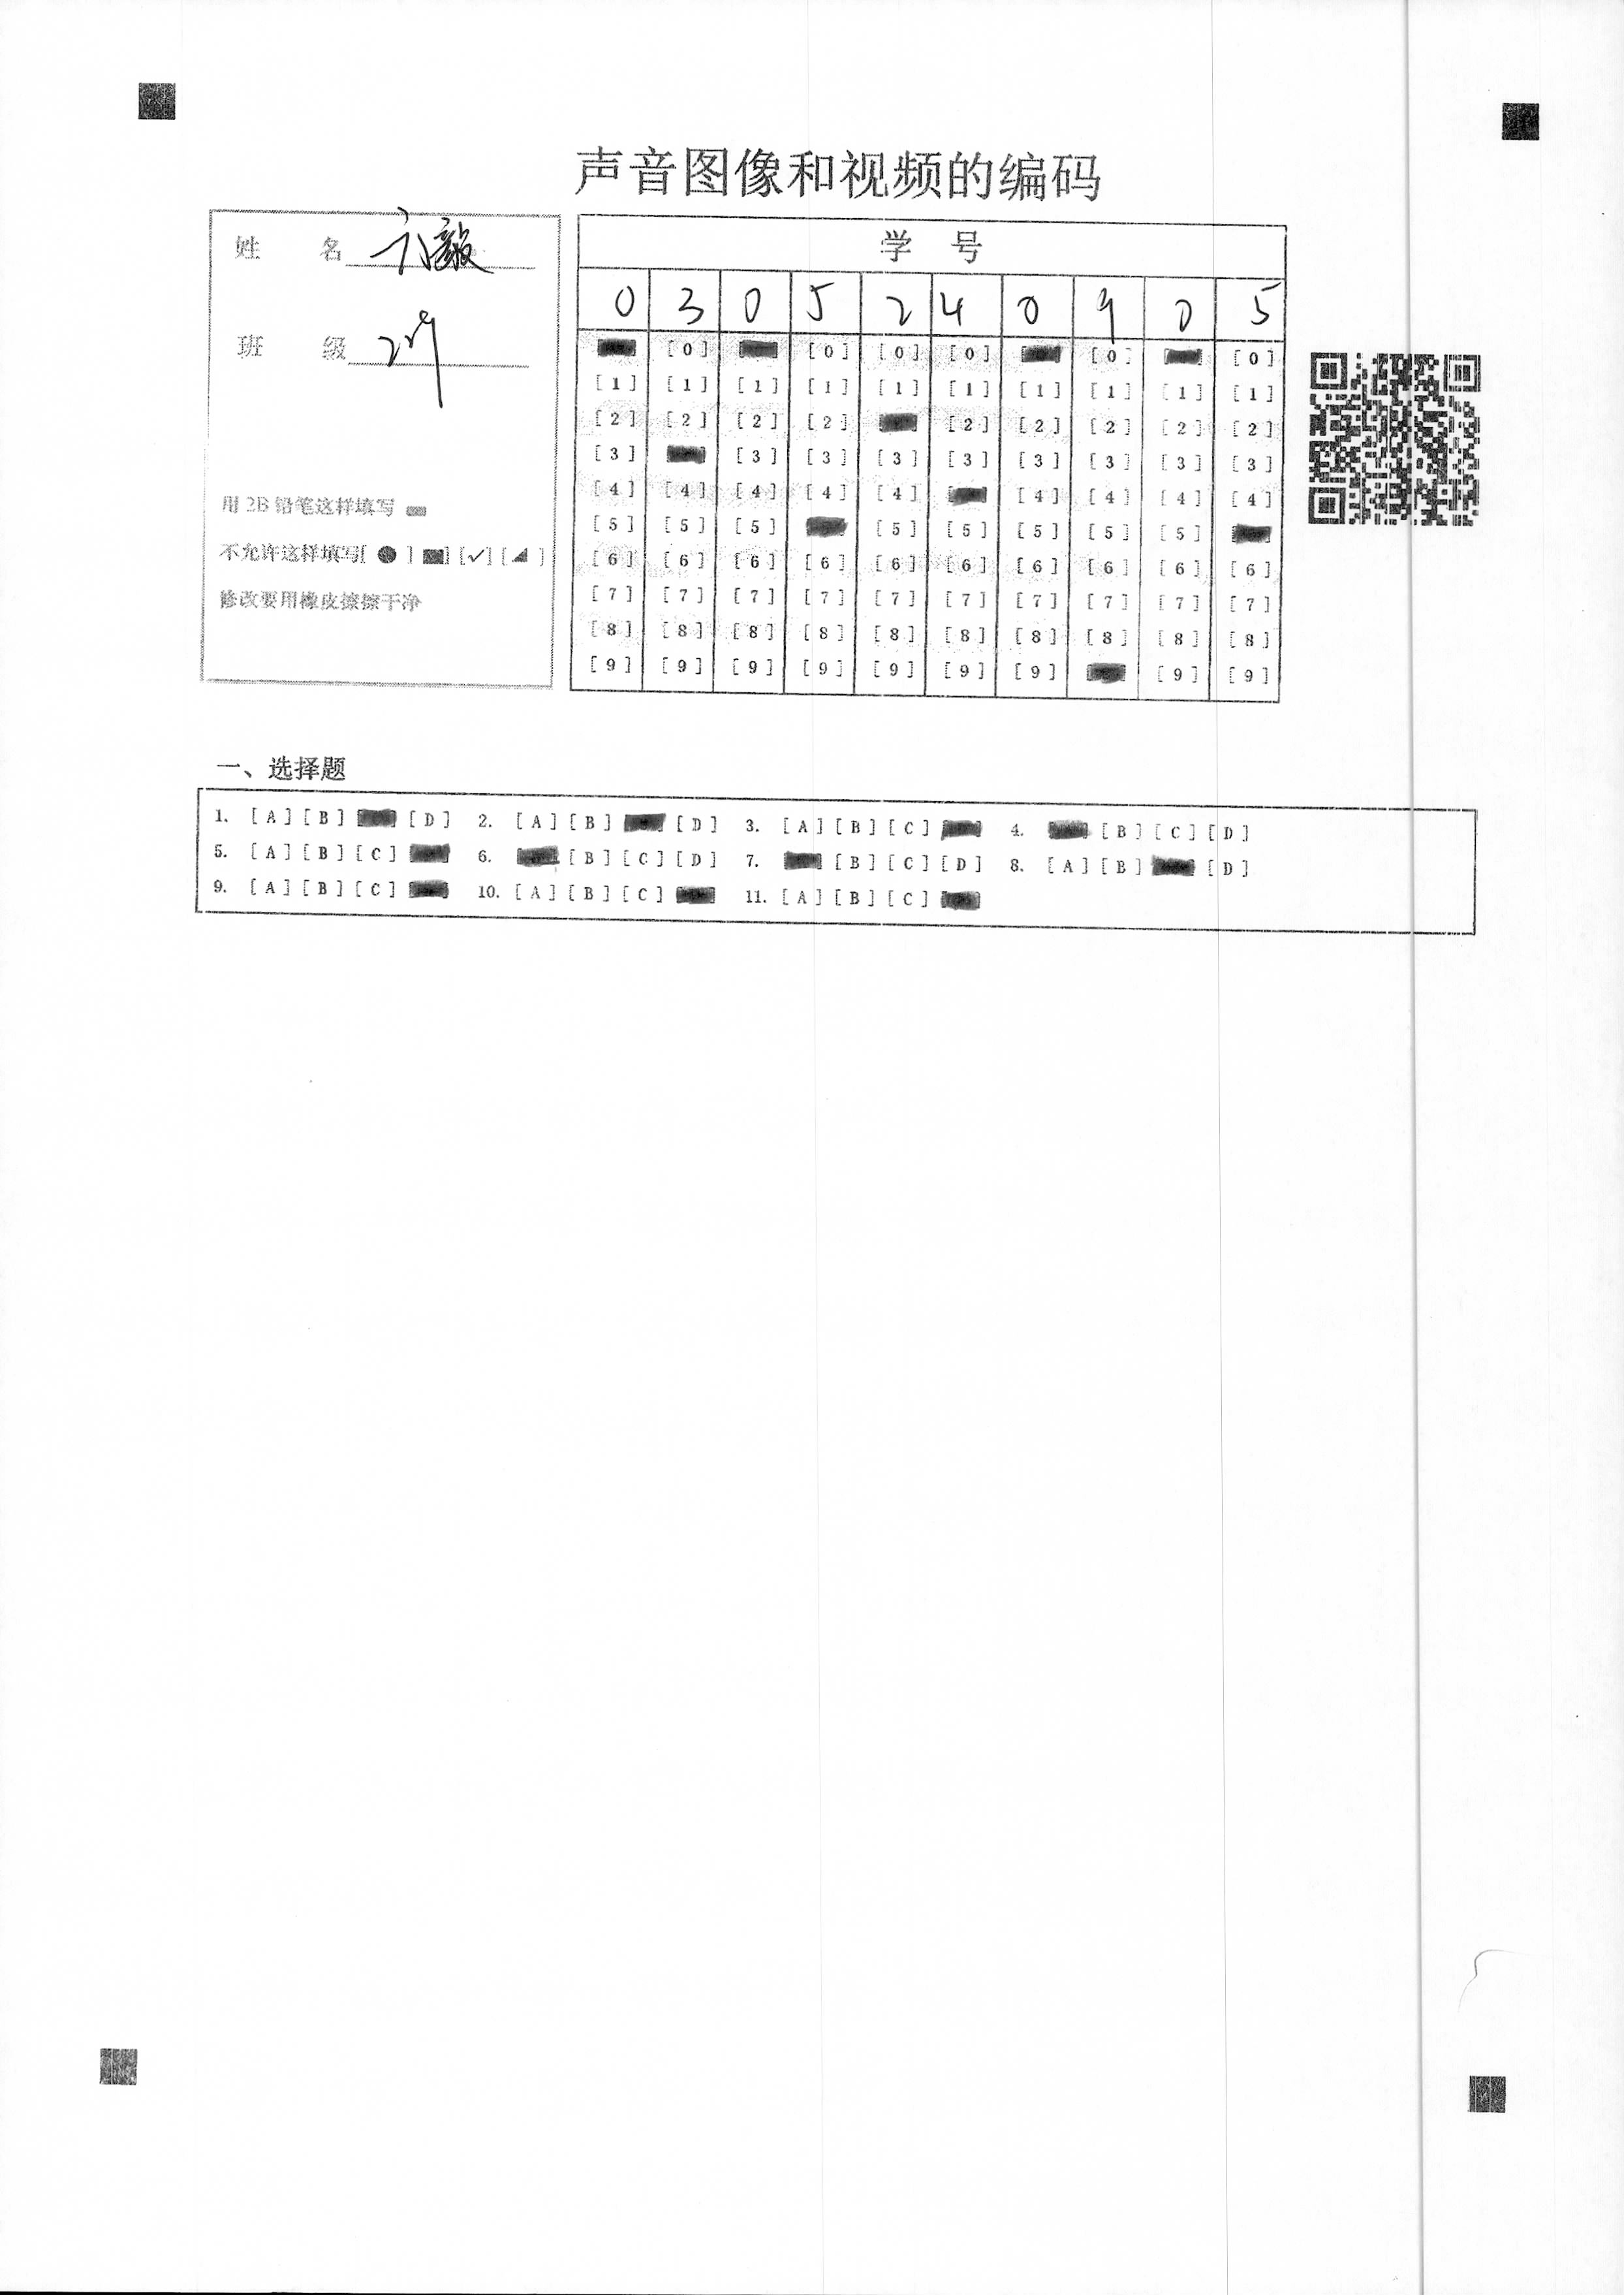 声音图像和视频的编码
姓 名
班 级
用 2B 铅笔这样填写
不允许这样填写[ ● ] ■] [✓] [◢ ]
修改要用橡皮擦擦干净
学 号
0 3 0 5 2 4 0 9 0 5
[0] [0] [0] [0] [0] [0]
[1] [1] [1] [1] [1] [1] [1] [1] [1] [1]
[2] [2] [2] [2] [2] [2] [2] [2] [2]
[3] [3] [3] [3] [3] [3] [3] [3] [3]
[4] [4] [4] [4] [4] [4] [4] [4] [4]
[5] [5] [5] [5] [5] [5] [5] [5]
[6] [6] [6] [6] [6] [6] [6] [6] [6] [6]
[7] [7] [7] [7] [7] [7] [7] [7] [7] [7]
[8] [8] [8] [8] [8] [8] [8] [8] [8] [8]
[9] [9] [9] [9] [9] [9] [9] [9] [9]
一、选择题
1. [A] [B] [D] 2. [A] [B] [D] 3. [A] [B] [C] 4. [B] [C] [D]
5. [A] [B] [C] 6. [B] [C] [D] 7. [B] [C] [D] 8. [A] [B] [D]
9. [A] [B] [C] 10. [A] [B] [C] 11. [A] [B] [C]